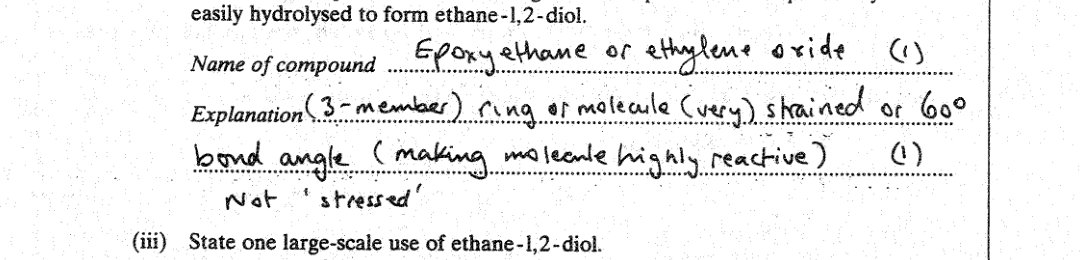 easily hydrolysed to form ethane-1,2-diol.
Name of compound Epoxyethane or ethylene oxide (1)
Explanation (3-member) ring or molecule (very) strained or 60°
bond angle (making molecule highly reactive) (1)
Not 'stressed'
(iii) State one large-scale use of ethane-1,2-diol.